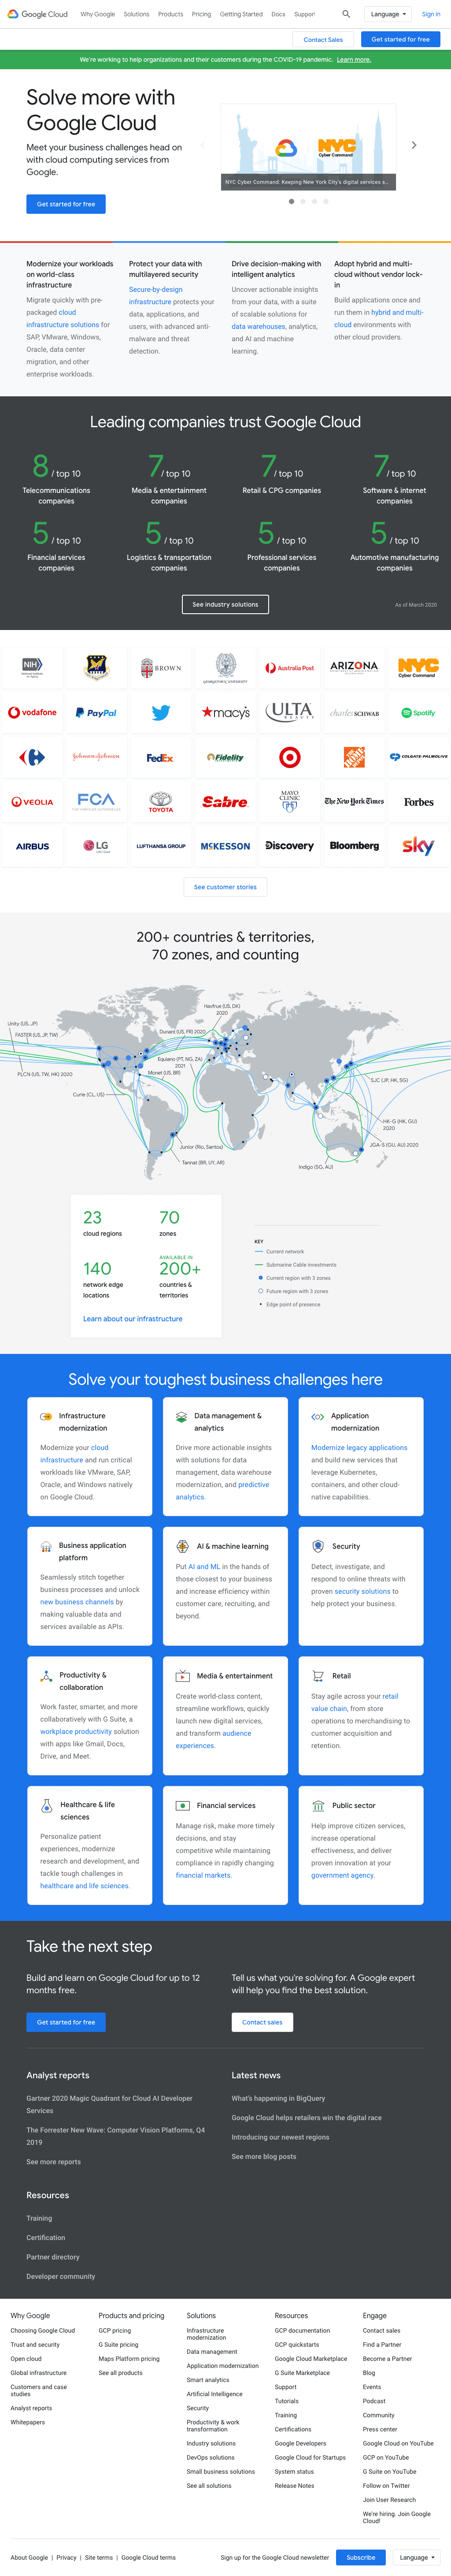 Google Cloud
Why Google
Solutions
Products
Pricing
Getting Started
Docs
Support
Language
Sign in
Contact Sales
Get started for free
We're working to help organizations and their customers during the COVID-19 pandemic. Learn more.
Solve more with
Google Cloud
Meet your business challenges head on
with cloud computing services from
Google.
Get started for free
NYC
Cyber Command
NYC Cyber Command: Keeping New York City's digital services s...
Modernize your workloads
on world-class
infrastructure
Migrate quickly with pre-
packaged cloud
infrastructure solutions for
SAP, VMware, Windows,
Oracle, data center
migration, and other
enterprise workloads.
Protect your data with
multilayered security
Secure-by-design
infrastructure protects your
data, applications, and
users, with advanced anti-
malware and threat
detection.
Drive decision-making with
intelligent analytics
Uncover actionable insights
from your data, with a suite
of scalable solutions for
data warehouses, analytics,
and AI and machine
learning.
Adopt hybrid and multi-
cloud without vendor lock-
in
Build applications once and
run them in hybrid and multi-
cloud environments with
other cloud providers.
Leading companies trust Google Cloud
8 / top 10
Telecommunications
companies
7 / top 10
Media & entertainment
companies
7 / top 10
Retail & CPG companies
7 / top 10
Software & internet
companies
5 / top 10
Financial services
companies
5 / top 10
Logistics & transportation
companies
5 / top 10
Professional services
companies
5 / top 10
Automotive manufacturing
companies
See industry solutions
As of March 2020
NIH
National Institute
on Aging
BROWN
GEORGETOWN UNIVERSITY
Australia Post
ARIZONA
NYC
Cyber Command
vodafone
PayPal
macy's
ULTA
BEAUTY
charles SCHWAB
Spotify
Johnson & Johnson
FedEx
Fidelity
COLGATE-PALMOLIVE
VEOLIA
FCA
FIAT CHRYSLER AUTOMOBILES
TOYOTA
Sabre
MAYO
CLINIC
The New York Times
Forbes
AIRBUS
LG
LUFTHANSA GROUP
MCKESSON
Discovery
Bloomberg
sky
See customer stories
200+ countries & territories,
70 zones, and counting
Unity (US, JP)
FASTER (US, JP, TW)
PLCN (US, TW, HK) 2020
Curie (CL, US)
Havfrue (US, DK)
2020
Dunant (US, FR) 2020
Equiano (PT, NG, ZA)
2021
Monet (US, BR)
Junior (Rio, Santos)
Tannat (BR, UY, AR)
SJC (JP, HK, SG)
HK-G (HK, GU)
2020
JGA-S (GU, AU) 2020
Indigo (SG, AU)
23
cloud regions
70
zones
140
network edge
locations
AVAILABLE IN
200+
countries &
territories
Learn about our infrastructure
KEY
Current network
Submarine Cable investments
Current region with 3 zones
Future region with 3 zones
Edge point of presence
Solve your toughest business challenges here
Infrastructure
modernization
Modernize your cloud
infrastructure and run critical
workloads like VMware, SAP,
Oracle, and Windows natively
on Google Cloud.
Data management &
analytics
Drive more actionable insights
with solutions for data
management, data warehouse
modernization, and predictive
analytics.
Application
modernization
Modernize legacy applications
and build new services that
leverage Kubernetes,
containers, and other cloud-
native capabilities.
Business application
platform
Seamlessly stitch together
business processes and unlock
new business channels by
making valuable data and
services available as APIs.
AI & machine learning
Put AI and ML in the hands of
those closest to your business
and increase efficiency within
customer care, recruiting, and
beyond.
Security
Detect, investigate, and
respond to online threats with
proven security solutions to
help protect your business.
Productivity &
collaboration
Work faster, smarter, and more
collaboratively with G Suite, a
workplace productivity solution
with apps like Gmail, Docs,
Drive, and Meet.
Media & entertainment
Create world-class content,
streamline workflows, quickly
launch new digital services,
and transform audience
experiences.
Retail
Stay agile across your retail
value chain, from store
operations to merchandising to
customer acquisition and
retention.
Healthcare & life
sciences
Personalize patient
experiences, modernize
research and development, and
tackle tough challenges in
healthcare and life sciences.
Financial services
Manage risk, make more timely
decisions, and stay
competitive while maintaining
compliance in rapidly changing
financial markets.
Public sector
Help improve citizen services,
increase operational
effectiveness, and deliver
proven innovation at your
government agency.
Take the next step
Build and learn on Google Cloud for up to 12
months free.
Get started for free
Tell us what you're solving for. A Google expert
will help you find the best solution.
Contact sales
Analyst reports
Gartner 2020 Magic Quadrant for Cloud AI Developer
Services
The Forrester New Wave: Computer Vision Platforms, Q4
2019
See more reports
Latest news
What's happening in BigQuery
Google Cloud helps retailers win the digital race
Introducing our newest regions
See more blog posts
Resources
Training
Certification
Partner directory
Developer community
Why Google
Choosing Google Cloud
Trust and security
Open cloud
Global infrastructure
Customers and case
studies
Analyst reports
Whitepapers
Products and pricing
GCP pricing
G Suite pricing
Maps Platform pricing
See all products
Solutions
Infrastructure
modernization
Data management
Application modernization
Smart analytics
Artificial Intelligence
Security
Productivity & work
transformation
Industry solutions
DevOps solutions
Small business solutions
See all solutions
Resources
GCP documentation
GCP quickstarts
Google Cloud Marketplace
G Suite Marketplace
Support
Tutorials
Training
Certifications
Google Developers
Google Cloud for Startups
System status
Release Notes
Engage
Contact sales
Find a Partner
Become a Partner
Blog
Events
Podcast
Community
Press center
Google Cloud on YouTube
GCP on YouTube
G Suite on YouTube
Follow on Twitter
Join User Research
We're hiring. Join Google
Cloud!
About Google | Privacy | Site terms | Google Cloud terms
Sign up for the Google Cloud newsletter
Subscribe
Language